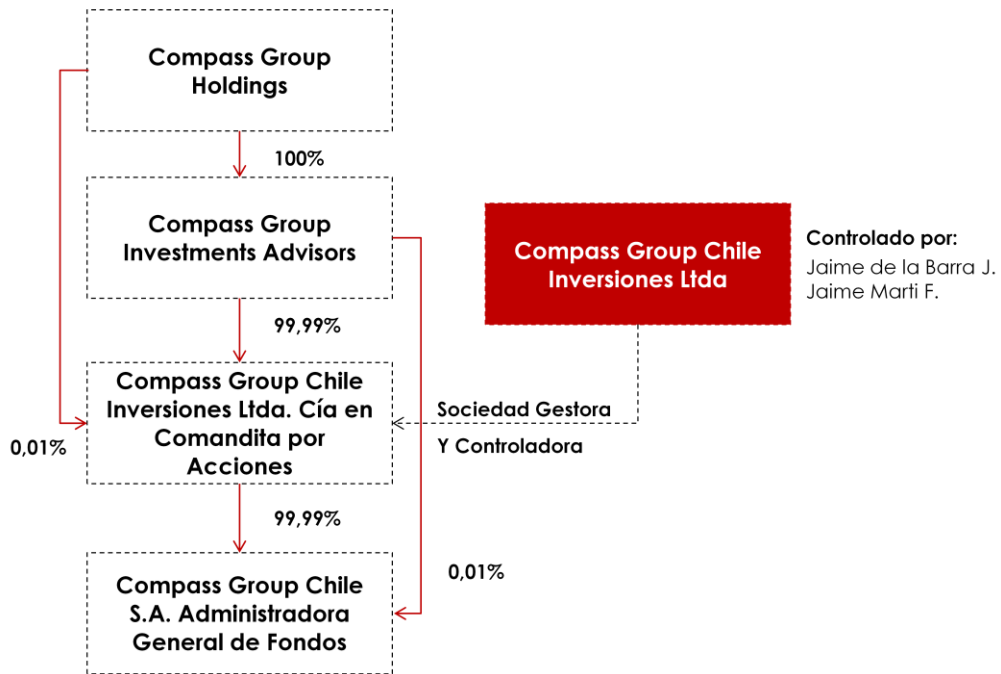 Compass Group
Holdings
100%
Compass Group
Investments Advisors
Compass Group Chile
Inversiones Ltda
Controlado por:
Jaime de la Barra J.
Jaime Marti F.
99,99%
Compass Group Chile
Inversiones Ltda. Cía en
Comandita por
Acciones
0,01%
Sociedad Gestora
Y Controladora
99,99%
0,01%
Compass Group Chile
S.A. Administradora
General de Fondos